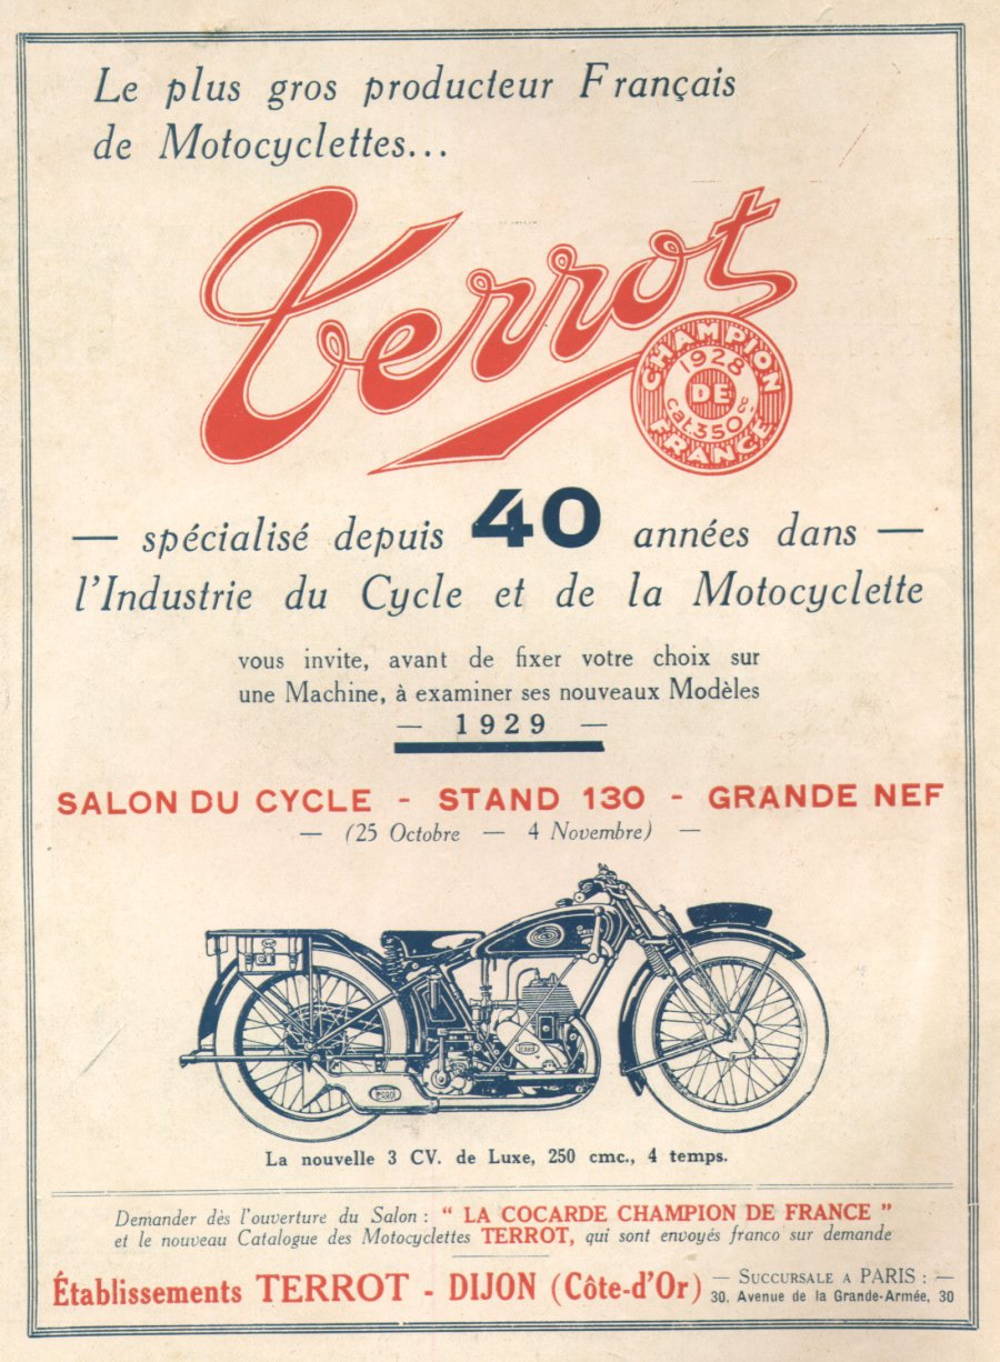 Le plus gros producteur Français
de Motocyclettes...
Terrot
CHAMPION
1928
DE
cat 350cc
FRANCE
— spécialisé depuis 40 années dans —
l'Industrie du Cycle et de la Motocyclette
vous invite, avant de fixer votre choix sur
une Machine, à examiner ses nouveaux Modèles
— 1929 —
SALON DU CYCLE - STAND 130 - GRANDE NEF
— (25 Octobre — 4 Novembre) —
TERROT
TERROT
La nouvelle 3 CV. de Luxe, 250 cmc., 4 temps.
Demander dès l'ouverture du Salon : " LA COCARDE CHAMPION DE FRANCE "
et le nouveau Catalogue des Motocyclettes TERROT, qui sont envoyés franco sur demande
Établissements TERROT - DIJON (Côte-d'Or)
— SUCCURSALE A PARIS : —
30, Avenue de la Grande-Armée, 30